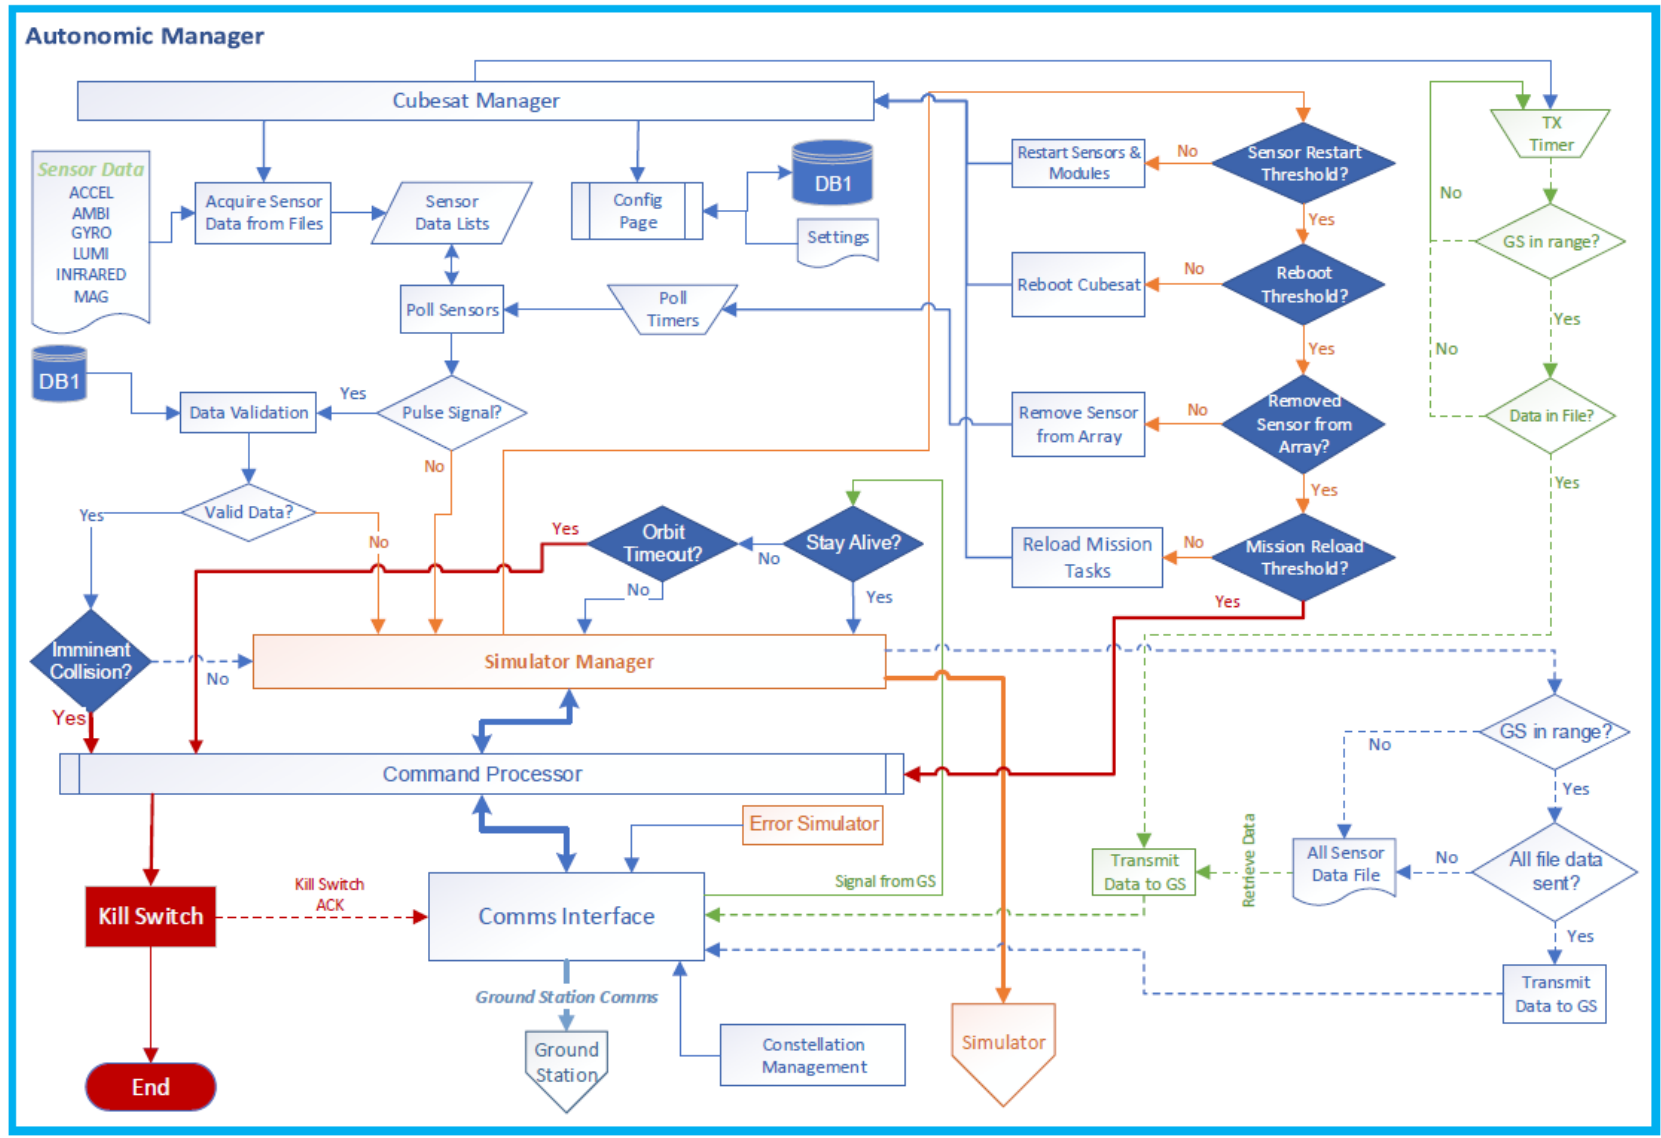 Autonomic Manager
Cubesat Manager
TX
Timer
Sensor Data
ACCEL
AMBI
GYRO
LUMI
INFRARED
MAG
Acquire Sensor
Data from Files
Sensor
Data Lists
Config
Page
DB1
Settings
Restart Sensors &
Modules
No
Sensor Restart
Threshold?
Yes
No
GS in range?
Reboot Cubesat
No
Reboot
Threshold?
Yes
Yes
No
Poll Sensors
Poll
Timers
DB1
Data Validation
Yes
Pulse Signal?
No
Remove Sensor
from Array
No
Removed
Sensor from
Array?
Yes
Data in File?
Yes
Yes
Valid Data?
No
Yes
Orbit
Timeout?
No
No
Stay Alive?
Yes
Reload Mission
Tasks
No
Mission Reload
Threshold?
Yes
Imminent
Collision?
No
Yes
Simulator Manager
Command Processor
GS in range?
No
Yes
Error Simulator
Kill Switch
Kill Switch
ACK
Comms Interface
Signal from GS
Transmit
Data to GS
Retrieve Data
All Sensor
Data File
No
All file data
sent?
Yes
Transmit
Data to GS
Ground Station Comms
Ground
Station
Constellation
Management
Simulator
End